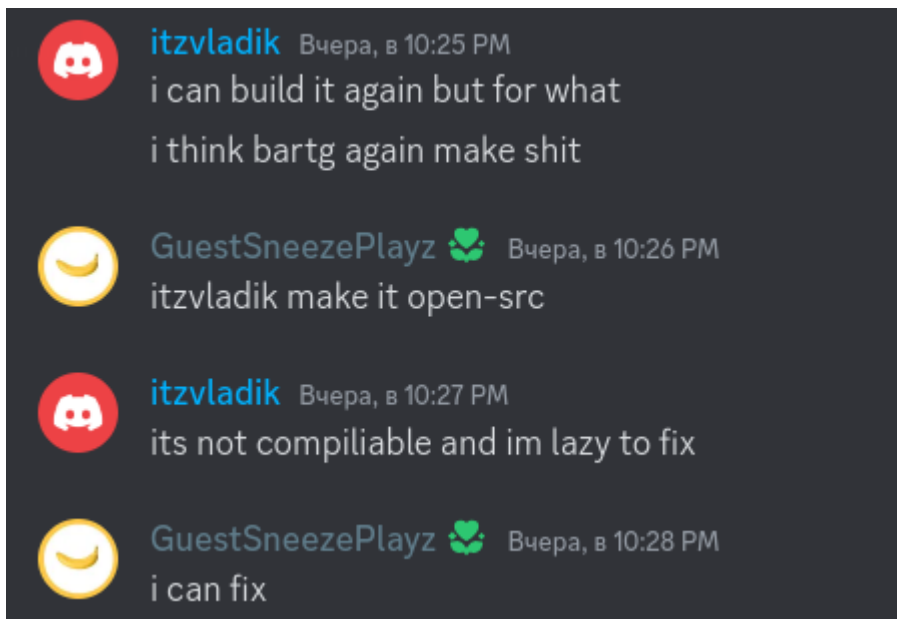 itzvladik Вчера, в 10:25 PM
i can build it again but for what
i think bartg again make shit
GuestSneezePlayz Вчера, в 10:26 PM
itzvladik make it open-src
itzvladik Вчера, в 10:27 PM
its not compiliable and im lazy to fix
GuestSneezePlayz Вчера, в 10:28 PM
i can fix